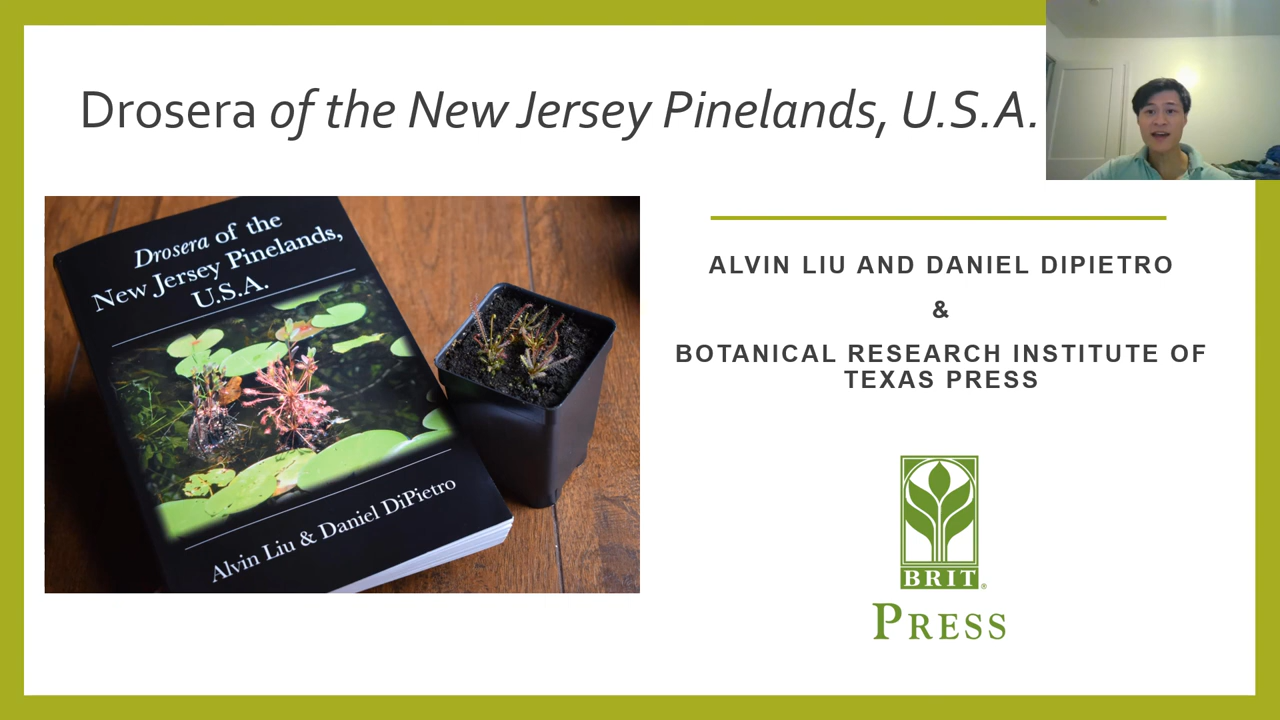 Drosera of the New Jersey Pinelands, U.S.A.
Drosera of the
New Jersey Pinelands,
U.S.A.
Alvin Liu & Daniel DiPietro
ALVIN LIU AND DANIEL DIPIETRO
&
BOTANICAL RESEARCH INSTITUTE OF
TEXAS PRESS
BRIT®
PRESS